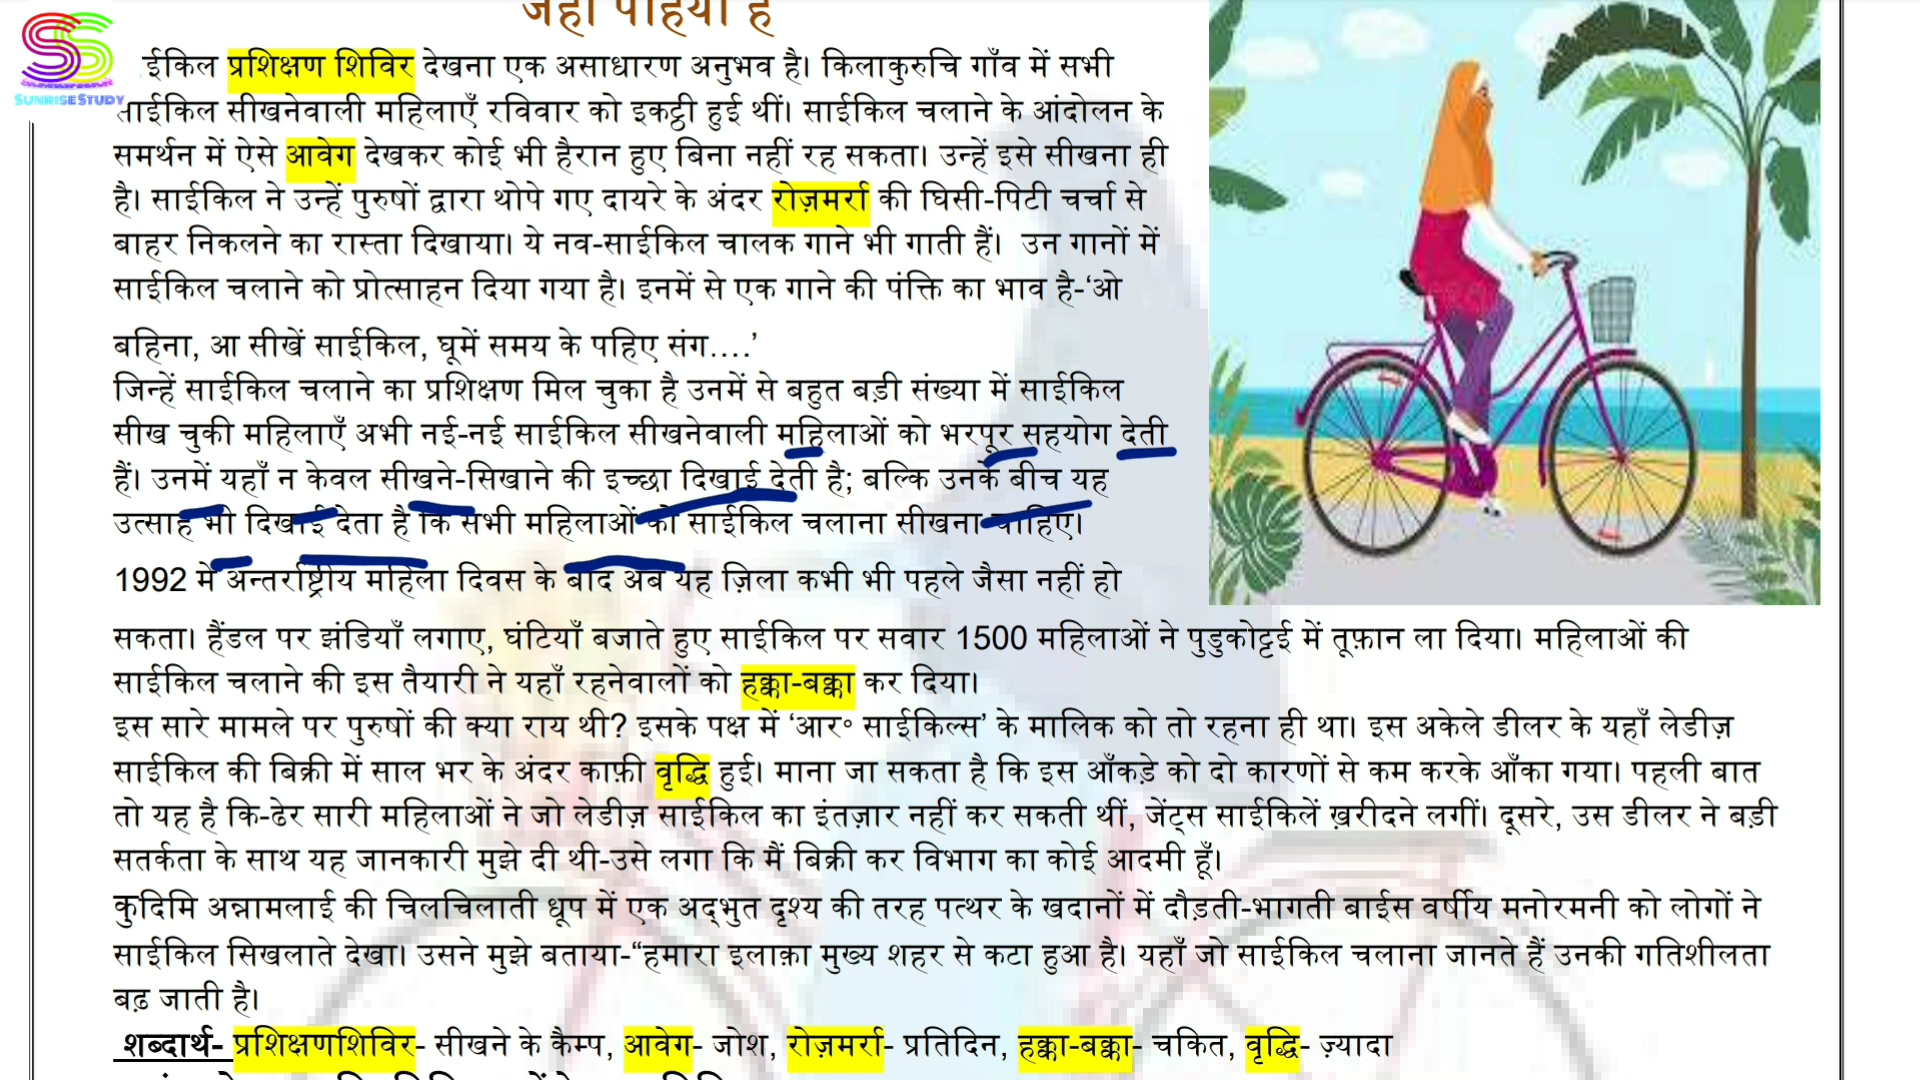 जहाँ पहिया है
SUNRISE STUDY
ईकिल प्रशिक्षण शिविर देखना एक असाधारण अनुभव है। किलाकुरुचि गाँव में सभी
साईकिल सीखनेवाली महिलाएँ रविवार को इकट्ठी हुई थीं। साईकिल चलाने के आंदोलन के
समर्थन में ऐसे आवेग देखकर कोई भी हैरान हुए बिना नहीं रह सकता। उन्हें इसे सीखना ही
है। साईकिल ने उन्हें पुरुषों द्वारा थोपे गए दायरे के अंदर रोज़मर्रा की घिसी-पिटी चर्चा से
बाहर निकलने का रास्ता दिखाया। ये नव-साईकिल चालक गाने भी गाती हैं। उन गानों में
साईकिल चलाने को प्रोत्साहन दिया गया है। इनमें से एक गाने की पंक्ति का भाव है-‘ओ
बहिना, आ सीखें साईकिल, घूमें समय के पहिए संग....’
जिन्हें साईकिल चलाने का प्रशिक्षण मिल चुका है उनमें से बहुत बड़ी संख्या में साईकिल
सीख चुकी महिलाएँ अभी नई-नई साईकिल सीखनेवाली महिलाओं को भरपूर सहयोग देती
हैं। उनमें यहाँ न केवल सीखने-सिखाने की इच्छा दिखाई देती है; बल्कि उनके बीच यह
उत्साह भी दिखाई देता है कि सभी महिलाओं को साईकिल चलाना सीखना चाहिए।
1992 में अन्तर्राष्ट्रीय महिला दिवस के बाद अब यह ज़िला कभी भी पहले जैसा नहीं हो
सकता। हैंडल पर झंडियाँ लगाए, घंटियाँ बजाते हुए साईकिल पर सवार 1500 महिलाओं ने पुडुकोट्टई में तूफ़ान ला दिया। महिलाओं की
साईकिल चलाने की इस तैयारी ने यहाँ रहनेवालों को हक्का-बक्का कर दिया।
इस सारे मामले पर पुरुषों की क्या राय थी? इसके पक्ष में ‘आर॰ साईकिल्स’ के मालिक को तो रहना ही था। इस अकेले डीलर के यहाँ लेडीज़
साईकिल की बिक्री में साल भर के अंदर काफ़ी वृद्धि हुई। माना जा सकता है कि इस आँकड़े को दो कारणों से कम करके आँका गया। पहली बात
तो यह है कि-ढेर सारी महिलाओं ने जो लेडीज़ साईकिल का इंतज़ार नहीं कर सकती थीं, जेंट्स साईकिलें ख़रीदने लगीं। दूसरे, उस डीलर ने बड़ी
सतर्कता के साथ यह जानकारी मुझे दी थी-उसे लगा कि मैं बिक्री कर विभाग का कोई आदमी हूँ।
कुदिमि अन्नामलाई की चिलचिलाती धूप में एक अद्‌भुत दृश्य की तरह पत्थर के खदानों में दौड़ती-भागती बाईस वर्षीय मनोरमनी को लोगों ने
साईकिल सिखलाते देखा। उसने मुझे बताया-“हमारा इलाक़ा मुख्य शहर से कटा हुआ है। यहाँ जो साईकिल चलाना जानते हैं उनकी गतिशीलता
बढ़ जाती है।
शब्दार्थ- प्रशिक्षणशिविर- सीखने के कैम्प, आवेग- जोश, रोज़मर्रा- प्रतिदिन, हक्का-बक्का- चकित, वृद्धि- ज़्यादा